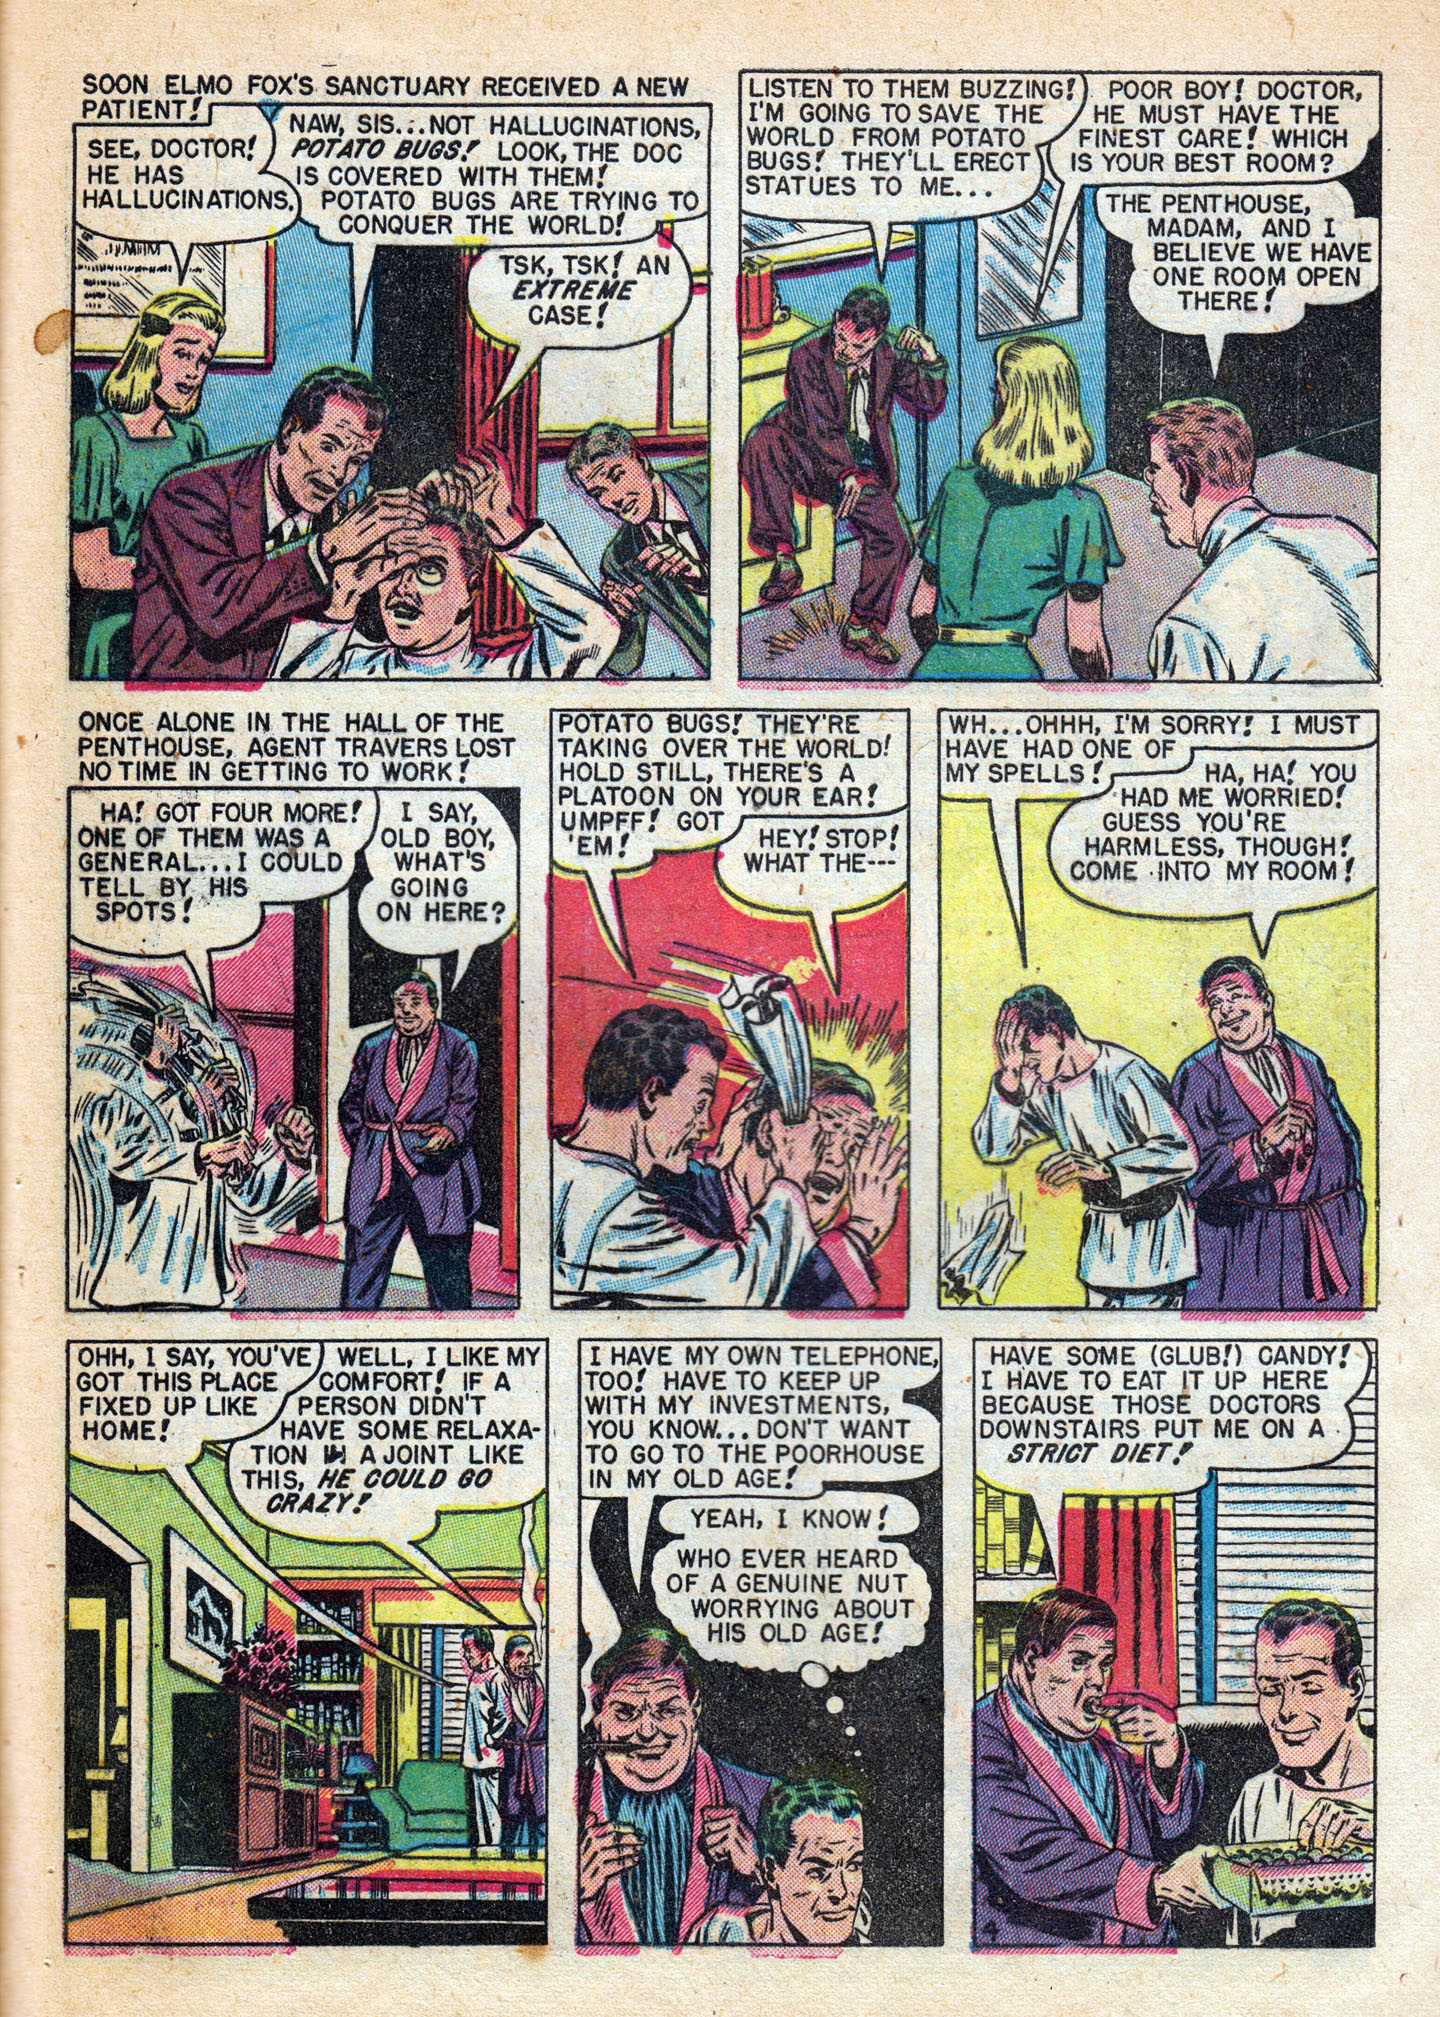 SOON ELMO FOX'S SANCTUARY RECEIVED A NEW
PATIENT!
SEE, DOCTOR!
HE HAS
HALLUCINATIONS.
NAW, SIS...NOT HALLUCINATIONS,
POTATO BUGS! LOOK, THE DOC
IS COVERED WITH THEM!
POTATO BUGS ARE TRYING TO
CONQUER THE WORLD!
TSK, TSK! AN
EXTREME
CASE!
LISTEN TO THEM BUZZING!
I'M GOING TO SAVE THE
WORLD FROM POTATO
BUGS! THEY'LL ERECT
STATUES TO ME...
POOR BOY! DOCTOR,
HE MUST HAVE THE
FINEST CARE! WHICH
IS YOUR BEST ROOM?
THE PENTHOUSE,
MADAM, AND I
BELIEVE WE HAVE
ONE ROOM OPEN
THERE!
ONCE ALONE IN THE HALL OF THE
PENTHOUSE, AGENT TRAVERS LOST
NO TIME IN GETTING TO WORK!
HA! GOT FOUR MORE!
ONE OF THEM WAS A
GENERAL...I COULD
TELL BY HIS
SPOTS!
I SAY,
OLD BOY,
WHAT'S
GOING
ON HERE?
POTATO BUGS! THEY'RE
TAKING OVER THE WORLD!
HOLD STILL, THERE'S A
PLATOON ON YOUR EAR!
UMPFF! GOT
'EM!
HEY! STOP!
WHAT THE---
WH...OHHH, I'M SORRY! I MUST
HAVE HAD ONE OF
MY SPELLS!
HA, HA! YOU
HAD ME WORRIED!
GUESS YOU'RE
HARMLESS, THOUGH!
COME INTO MY ROOM!
OHH, I SAY, YOU'VE
GOT THIS PLACE
FIXED UP LIKE
HOME!
WELL, I LIKE MY
COMFORT! IF A
PERSON DIDN'T
HAVE SOME RELAXA-
TION IN A JOINT LIKE
THIS, HE COULD GO
CRAZY!
I HAVE MY OWN TELEPHONE,
TOO! HAVE TO KEEP UP
WITH MY INVESTMENTS,
YOU KNOW...DON'T WANT
TO GO TO THE POORHOUSE
IN MY OLD AGE!
YEAH, I KNOW!
WHO EVER HEARD
OF A GENUINE NUT
WORRYING ABOUT
HIS OLD AGE!
HAVE SOME (GLUB!) CANDY!
I HAVE TO EAT IT UP HERE
BECAUSE THOSE DOCTORS
DOWNSTAIRS PUT ME ON A
STRICT DIET!
4